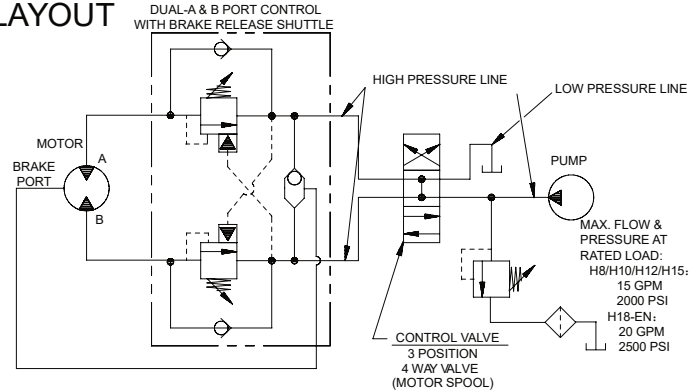 LAYOUT
DUAL-A & B PORT CONTROL
WITH BRAKE RELEASE SHUTTLE
HIGH PRESSURE LINE
LOW PRESSURE LINE
MOTOR
A
BRAKE
PORT
B
PUMP
MAX. FLOW &
PRESSURE AT
RATED LOAD:
H8/H10/H12/H15:
15 GPM
2000 PSI
H18-EN:
20 GPM
2500 PSI
CONTROL VALVE
3 POSITION
4 WAY VALVE
(MOTOR SPOOL)